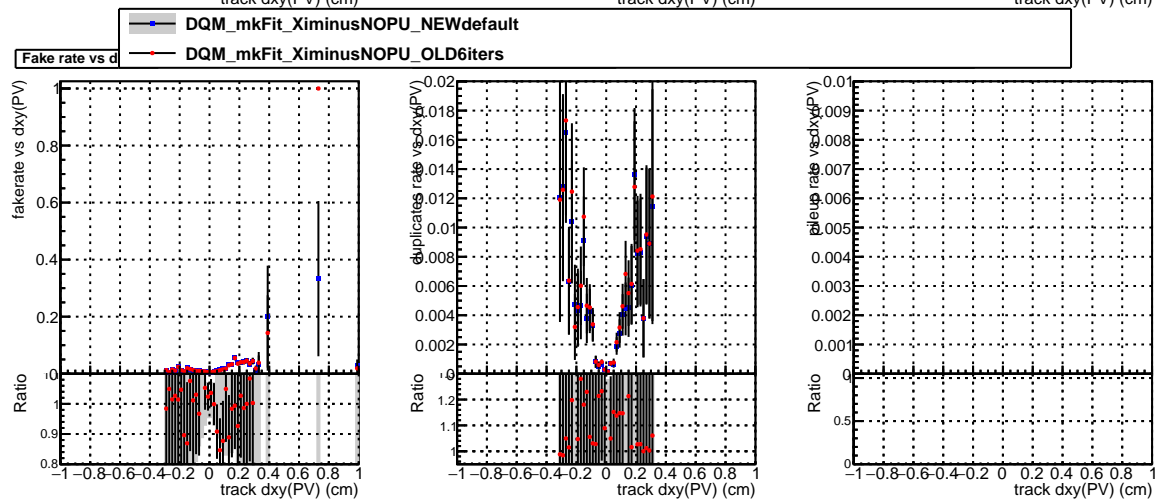 track dxy(PV) (cm) track dxy(PV) (cm) track dxy(PV) (cm)
DQM_mkFit_XiminusNOPU_NEWdefault
DQM_mkFit_XiminusNOPU_OLD6iters
Fake rate vs d
fakerate vs dxy(PV)
1
0.8
0.6
0.4
0.2
0
Ratio
1
0.9
0.8
−1 −0.8 −0.6 −0.4 −0.2 0 0.2 0.4 0.6 0.8 1
track dxy(PV) (cm)
duplicates rate vs dxy(PV)
0.02
0.018
0.016
0.014
0.012
0.01
0.008
0.006
0.004
0.002
Ratio
1.2
1.1
1
−1 −0.8 −0.6 −0.4 −0.2 0 0.2 0.4 0.6 0.8 1
track dxy(PV) (cm)
pileup rate vs dxy(PV)
0.01
0.009
0.008
0.007
0.006
0.005
0.004
0.003
0.002
0.001
Ratio
1
0.5
0
−1 −0.8 −0.6 −0.4 −0.2 0 0.2 0.4 0.6 0.8 1
track dxy(PV) (cm)